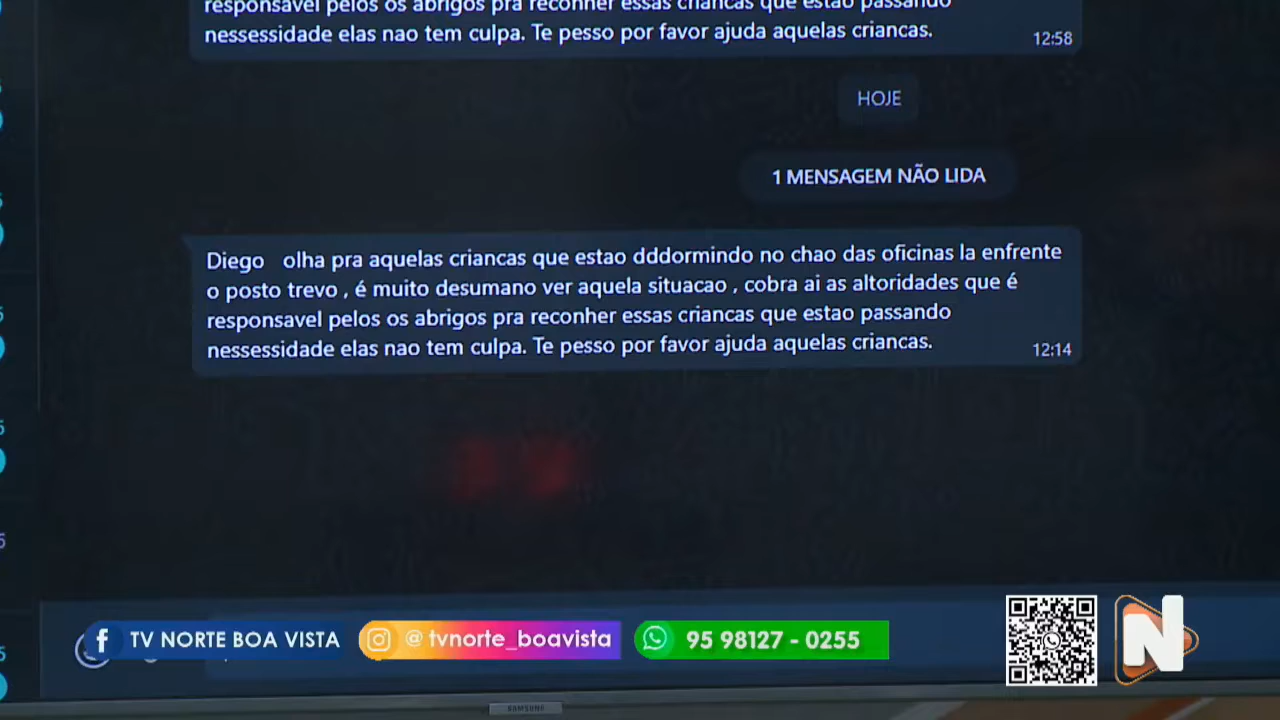 responsavel pelos os abrigos pra reconher essas criancas que estao passando
nessessidade elas nao tem culpa. Te pesso por favor ajuda aquelas criancas.
12:58
HOJE
1 MENSAGEM NÃO LIDA
Diego olha pra aquelas criancas que estao dddormindo no chao das oficinas la enfrente
o posto trevo , é muito desumano ver aquela situacao , cobra ai as altoridades que é
responsavel pelos os abrigos pra reconher essas criancas que estao passando
nessessidade elas nao tem culpa. Te pesso por favor ajuda aquelas criancas.
12:14
TV NORTE BOA VISTA
@tvnorte_boavista
95 98127 - 0255
N
SAMSUNG